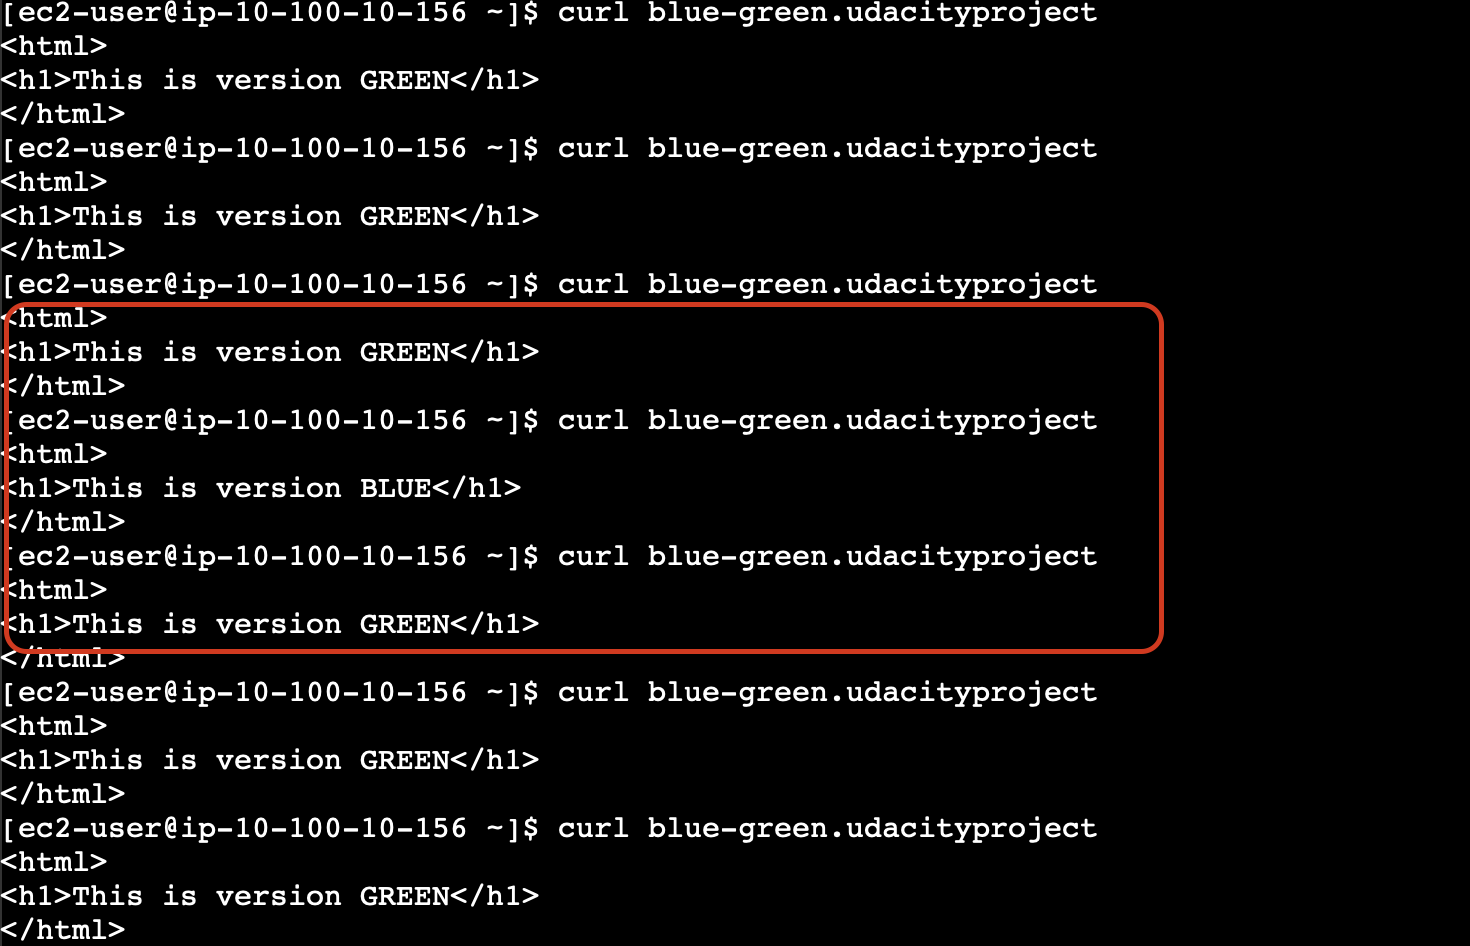 [ec2-user@ip-10-100-10-156 ~]$ curl blue-green.udacityproject
<html>
<h1>This is version GREEN</h1>
</html>
[ec2-user@ip-10-100-10-156 ~]$ curl blue-green.udacityproject
<html>
<h1>This is version GREEN</h1>
</html>
[ec2-user@ip-10-100-10-156 ~]$ curl blue-green.udacityproject
<html>
<h1>This is version GREEN</h1>
</html>
[ec2-user@ip-10-100-10-156 ~]$ curl blue-green.udacityproject
<html>
<h1>This is version BLUE</h1>
</html>
[ec2-user@ip-10-100-10-156 ~]$ curl blue-green.udacityproject
<html>
<h1>This is version GREEN</h1>
</html>
[ec2-user@ip-10-100-10-156 ~]$ curl blue-green.udacityproject
<html>
<h1>This is version GREEN</h1>
</html>
[ec2-user@ip-10-100-10-156 ~]$ curl blue-green.udacityproject
<html>
<h1>This is version GREEN</h1>
</html>